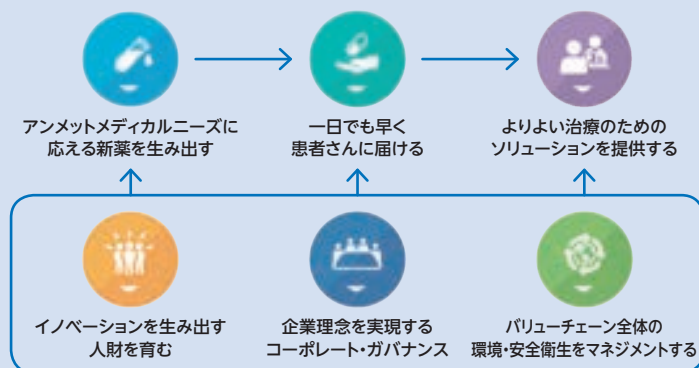 アンメットメディカルニーズに
応える新薬を生み出す
一日でも早く
患者さんに届ける
よりよい治療のための
ソリューションを提供する
イノベーションを生み出す
人財を育む
企業理念を実現する
コーポレート・ガバナンス
バリューチェーン全体の
環境・安全衛生をマネジメントする